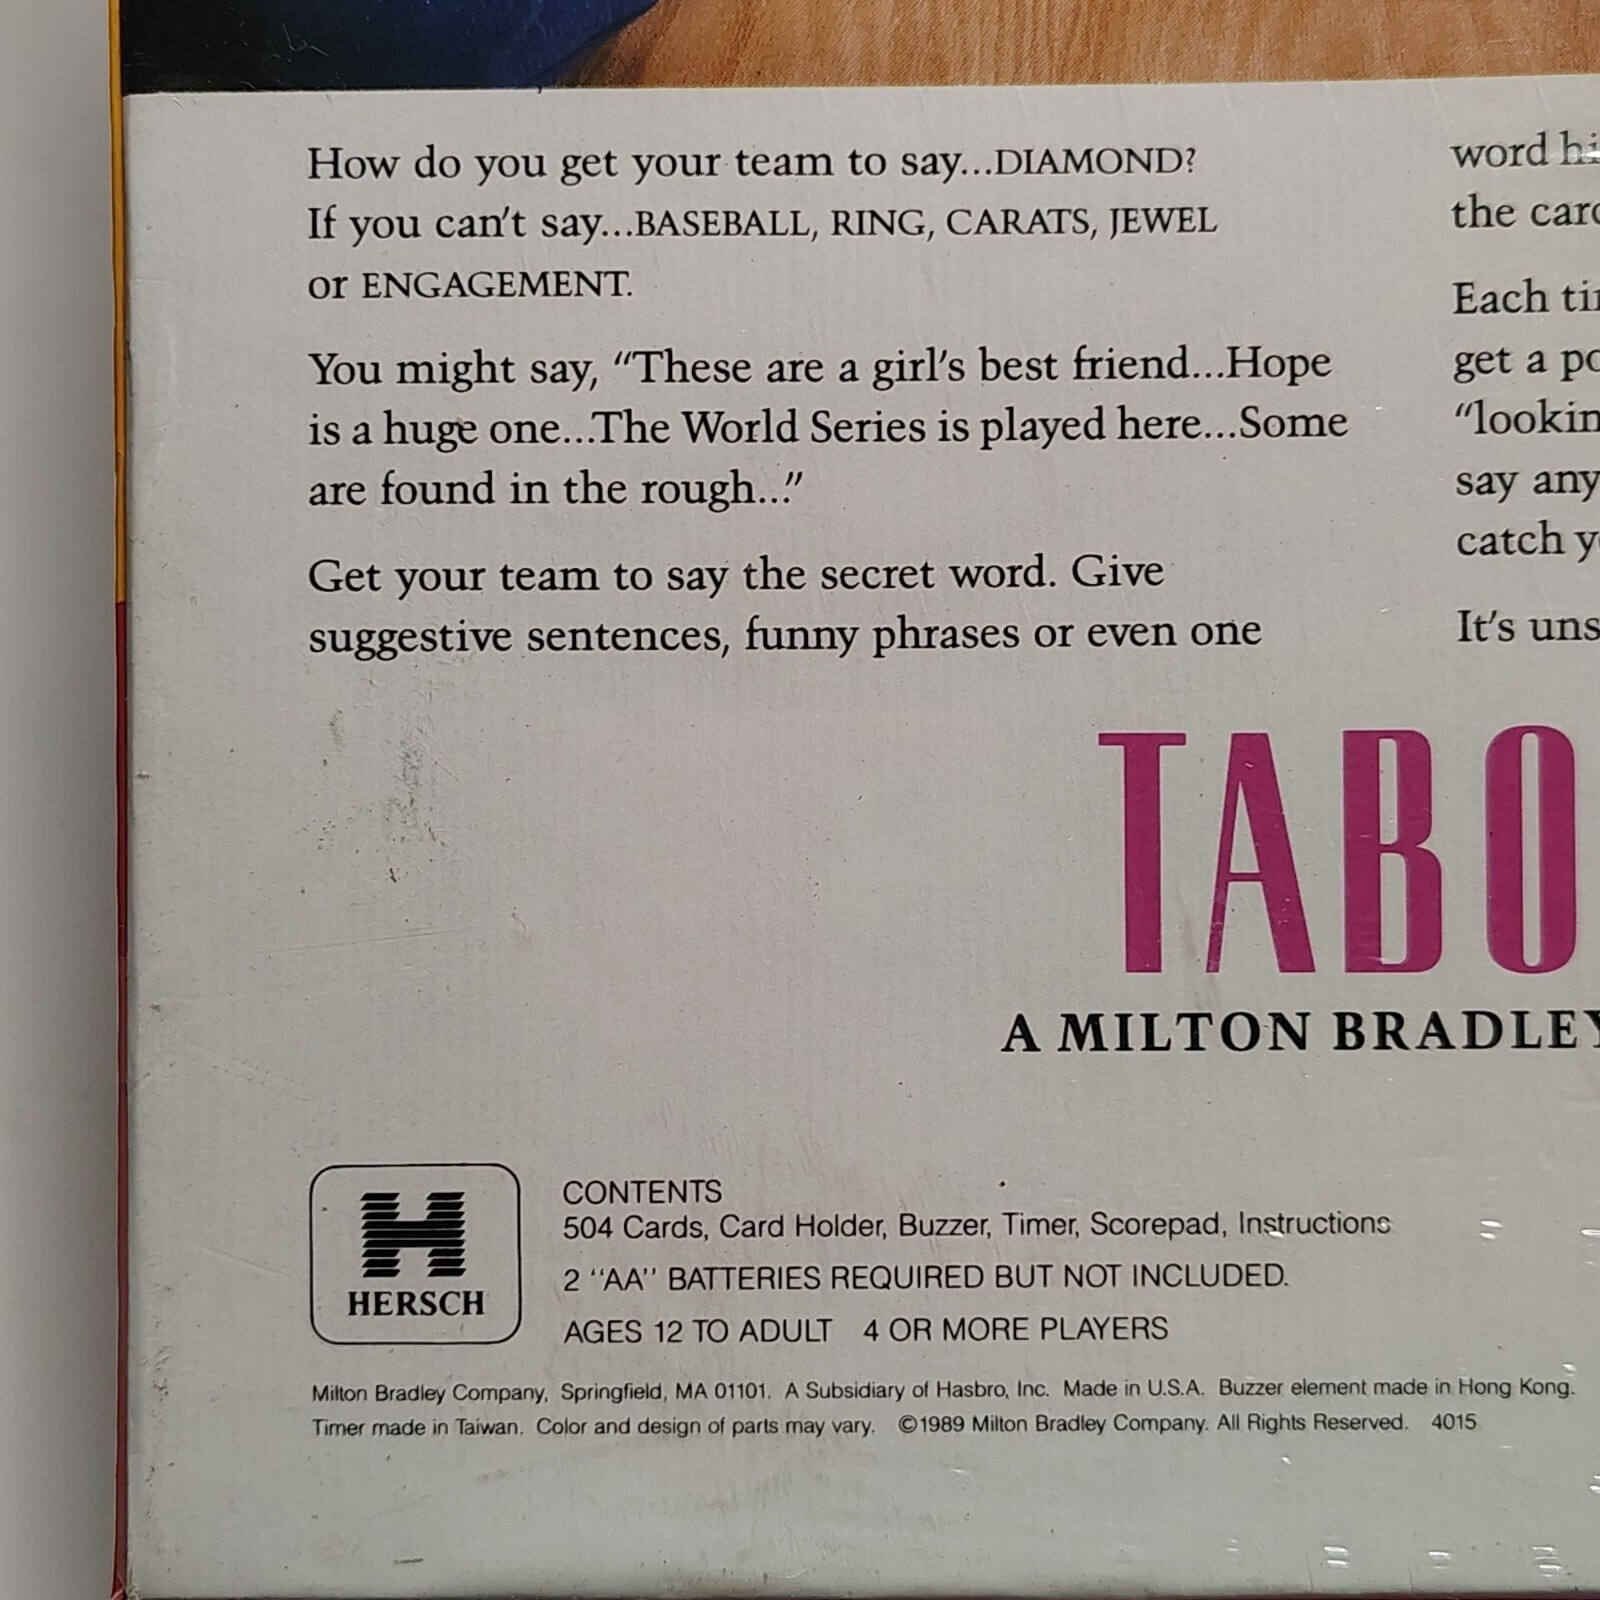 How do you get your team to say...DIAMOND?
If you can't say...BASEBALL, RING, CARATS, JEWEL
or ENGAGEMENT.
You might say, "These are a girl's best friend...Hope
is a huge one...The World Series is played here...Some
are found in the rough..."
Get your team to say the secret word. Give
suggestive sentences, funny phrases or even one
word
the
Each
get a
say any
catch
It's
TABO
A MILTON BRADLEY
H
HERSCH
CONTENTS
504 Cards, Card Holder, Buzzer, Timer, Scorepad, Instructions
2 "AA" BATTERIES REQUIRED BUT NOT INCLUDED.
AGES 12 TO ADULT 4 OR MORE PLAYERS
Milton Bradley Company, Springfield, MA 01101. A Subsidiary of Hasbro, Inc. Made in U.S.A. Buzzer element made in Hong Kong.
Timer made in Taiwan. Color and design of parts may vary. ©1989 Milton Bradley Company. All Rights Reserved. 4015